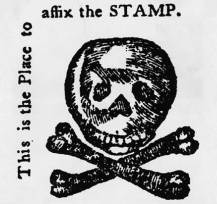 This is the Place to
affix the STAMP.